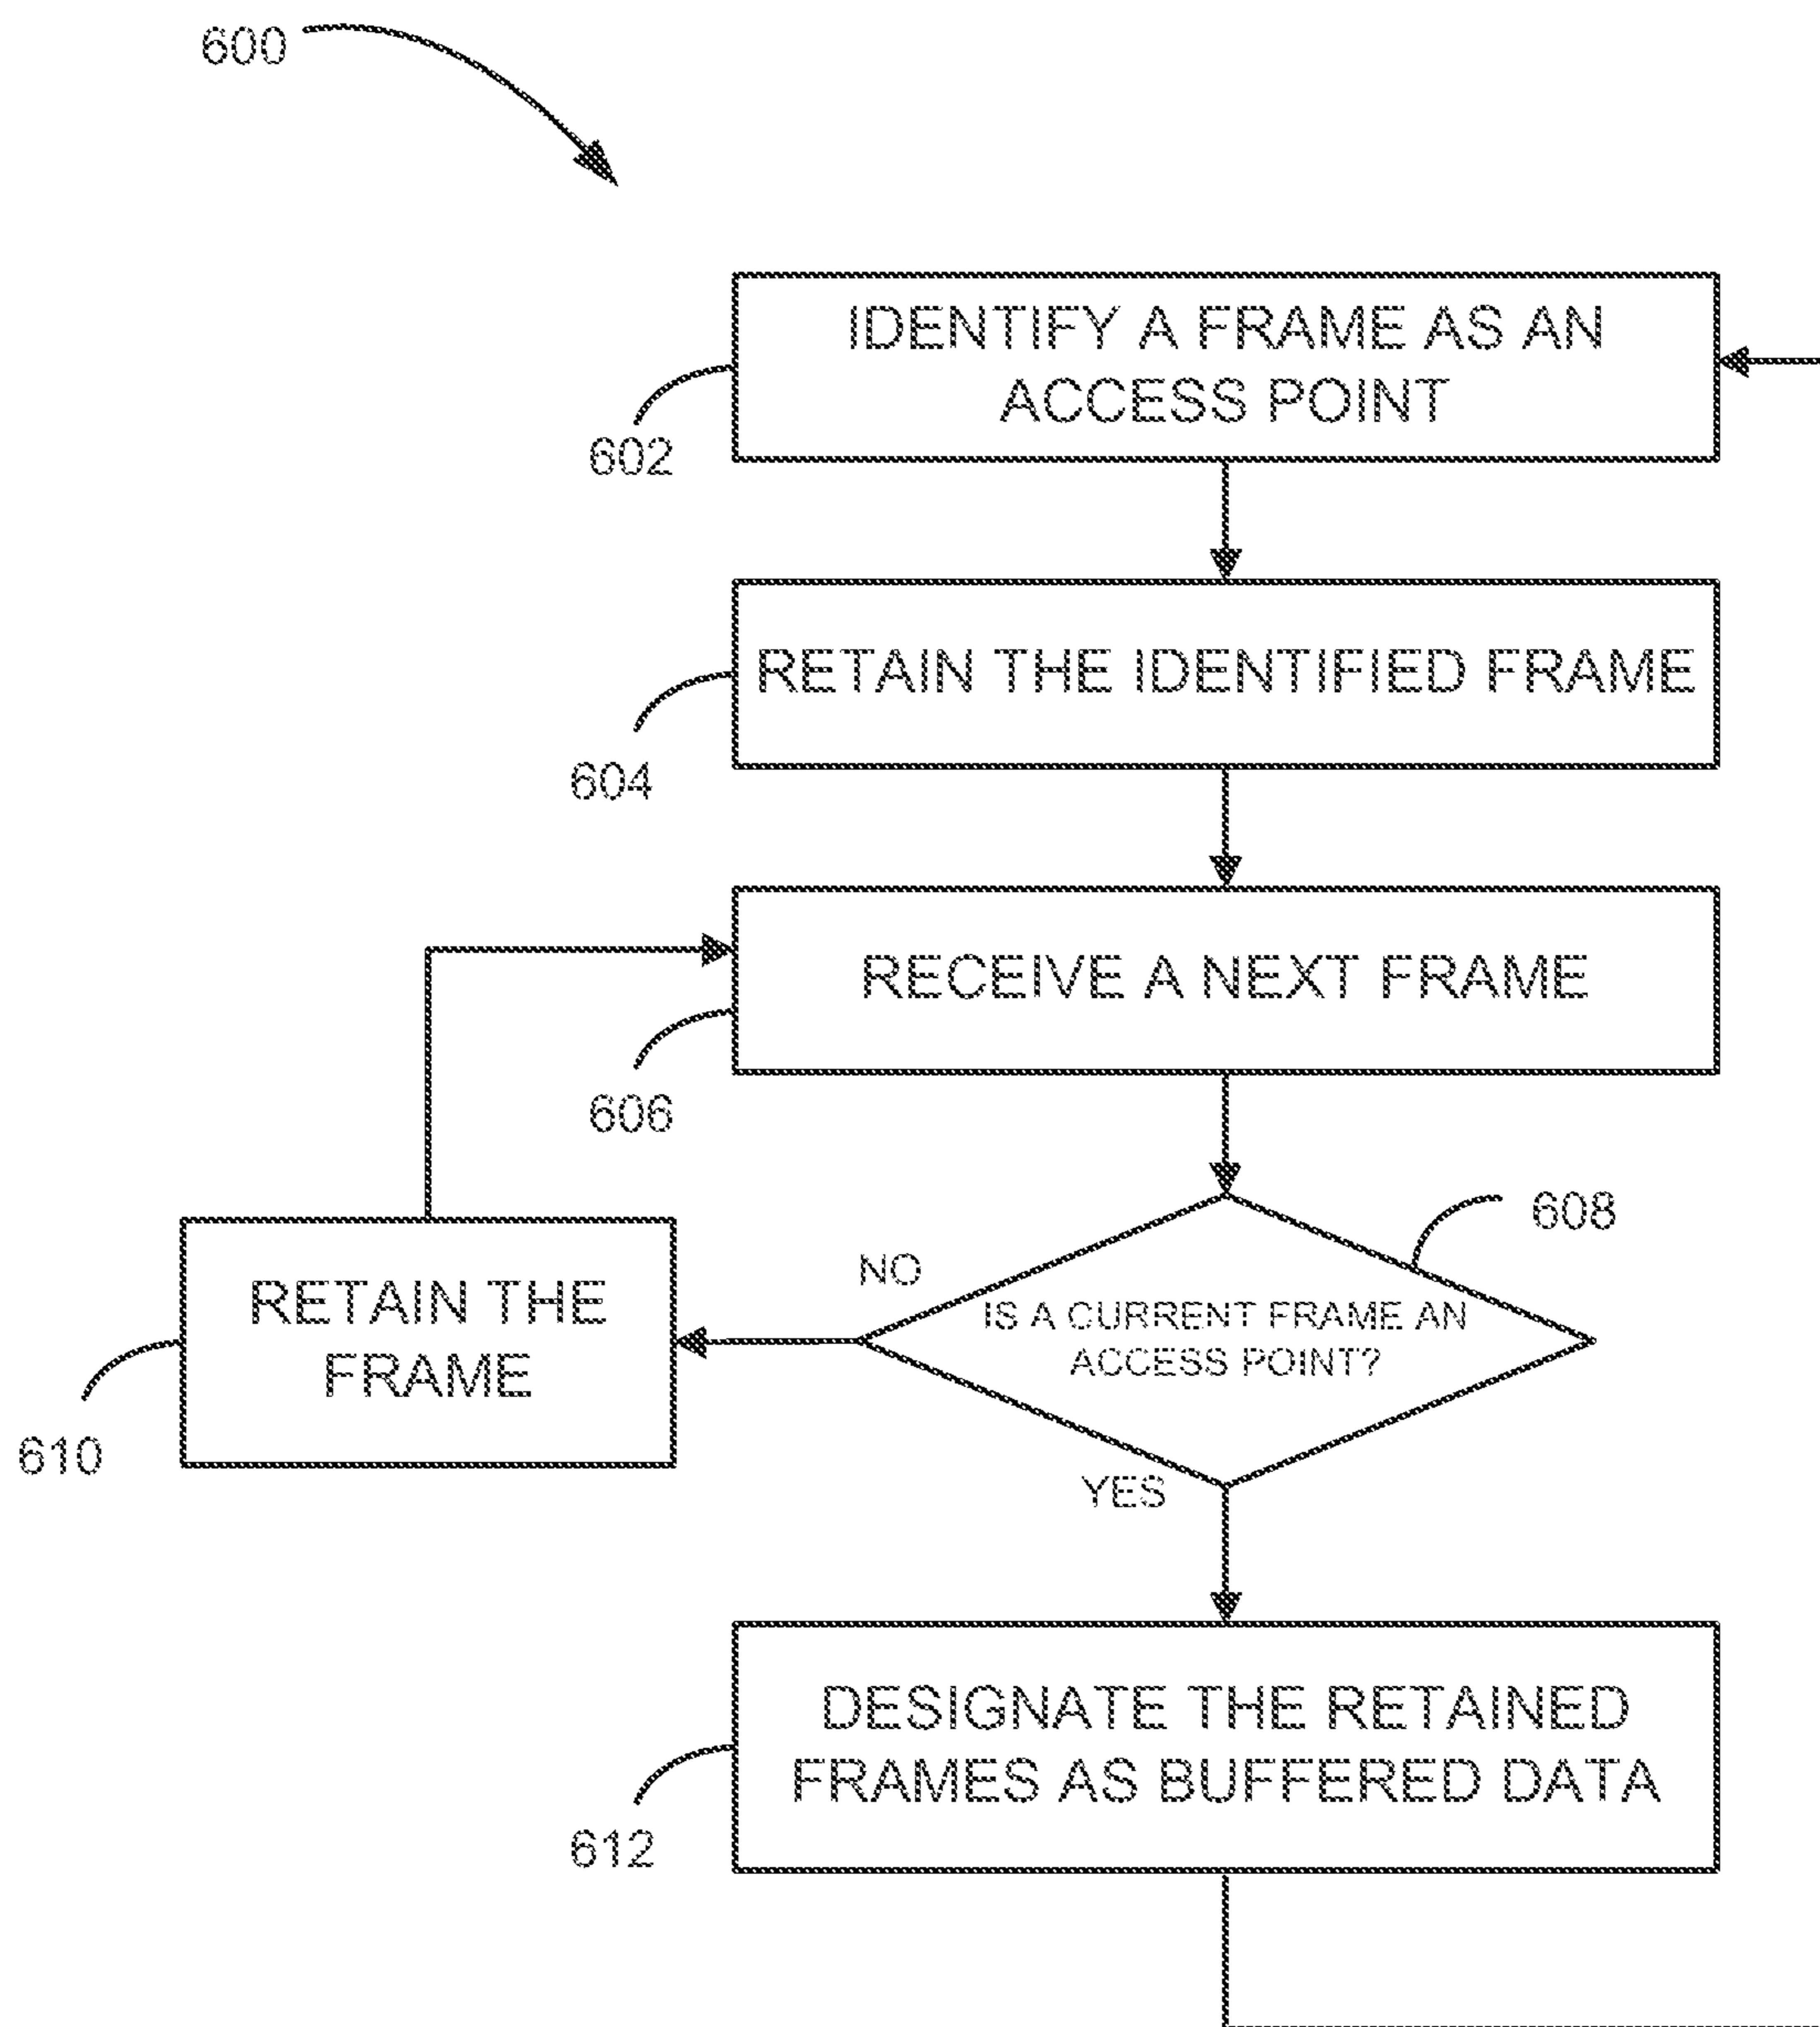 600
IDENTIFY A FRAME AS AN
ACCESS POINT
602
RETAIN THE IDENTIFIED FRAME
604
RECEIVE A NEXT FRAME
606
608
NO
IS A CURRENT FRAME AN
ACCESS POINT?
RETAIN THE
FRAME
610
YES
DESIGNATE THE RETAINED
FRAMES AS BUFFERED DATA
612